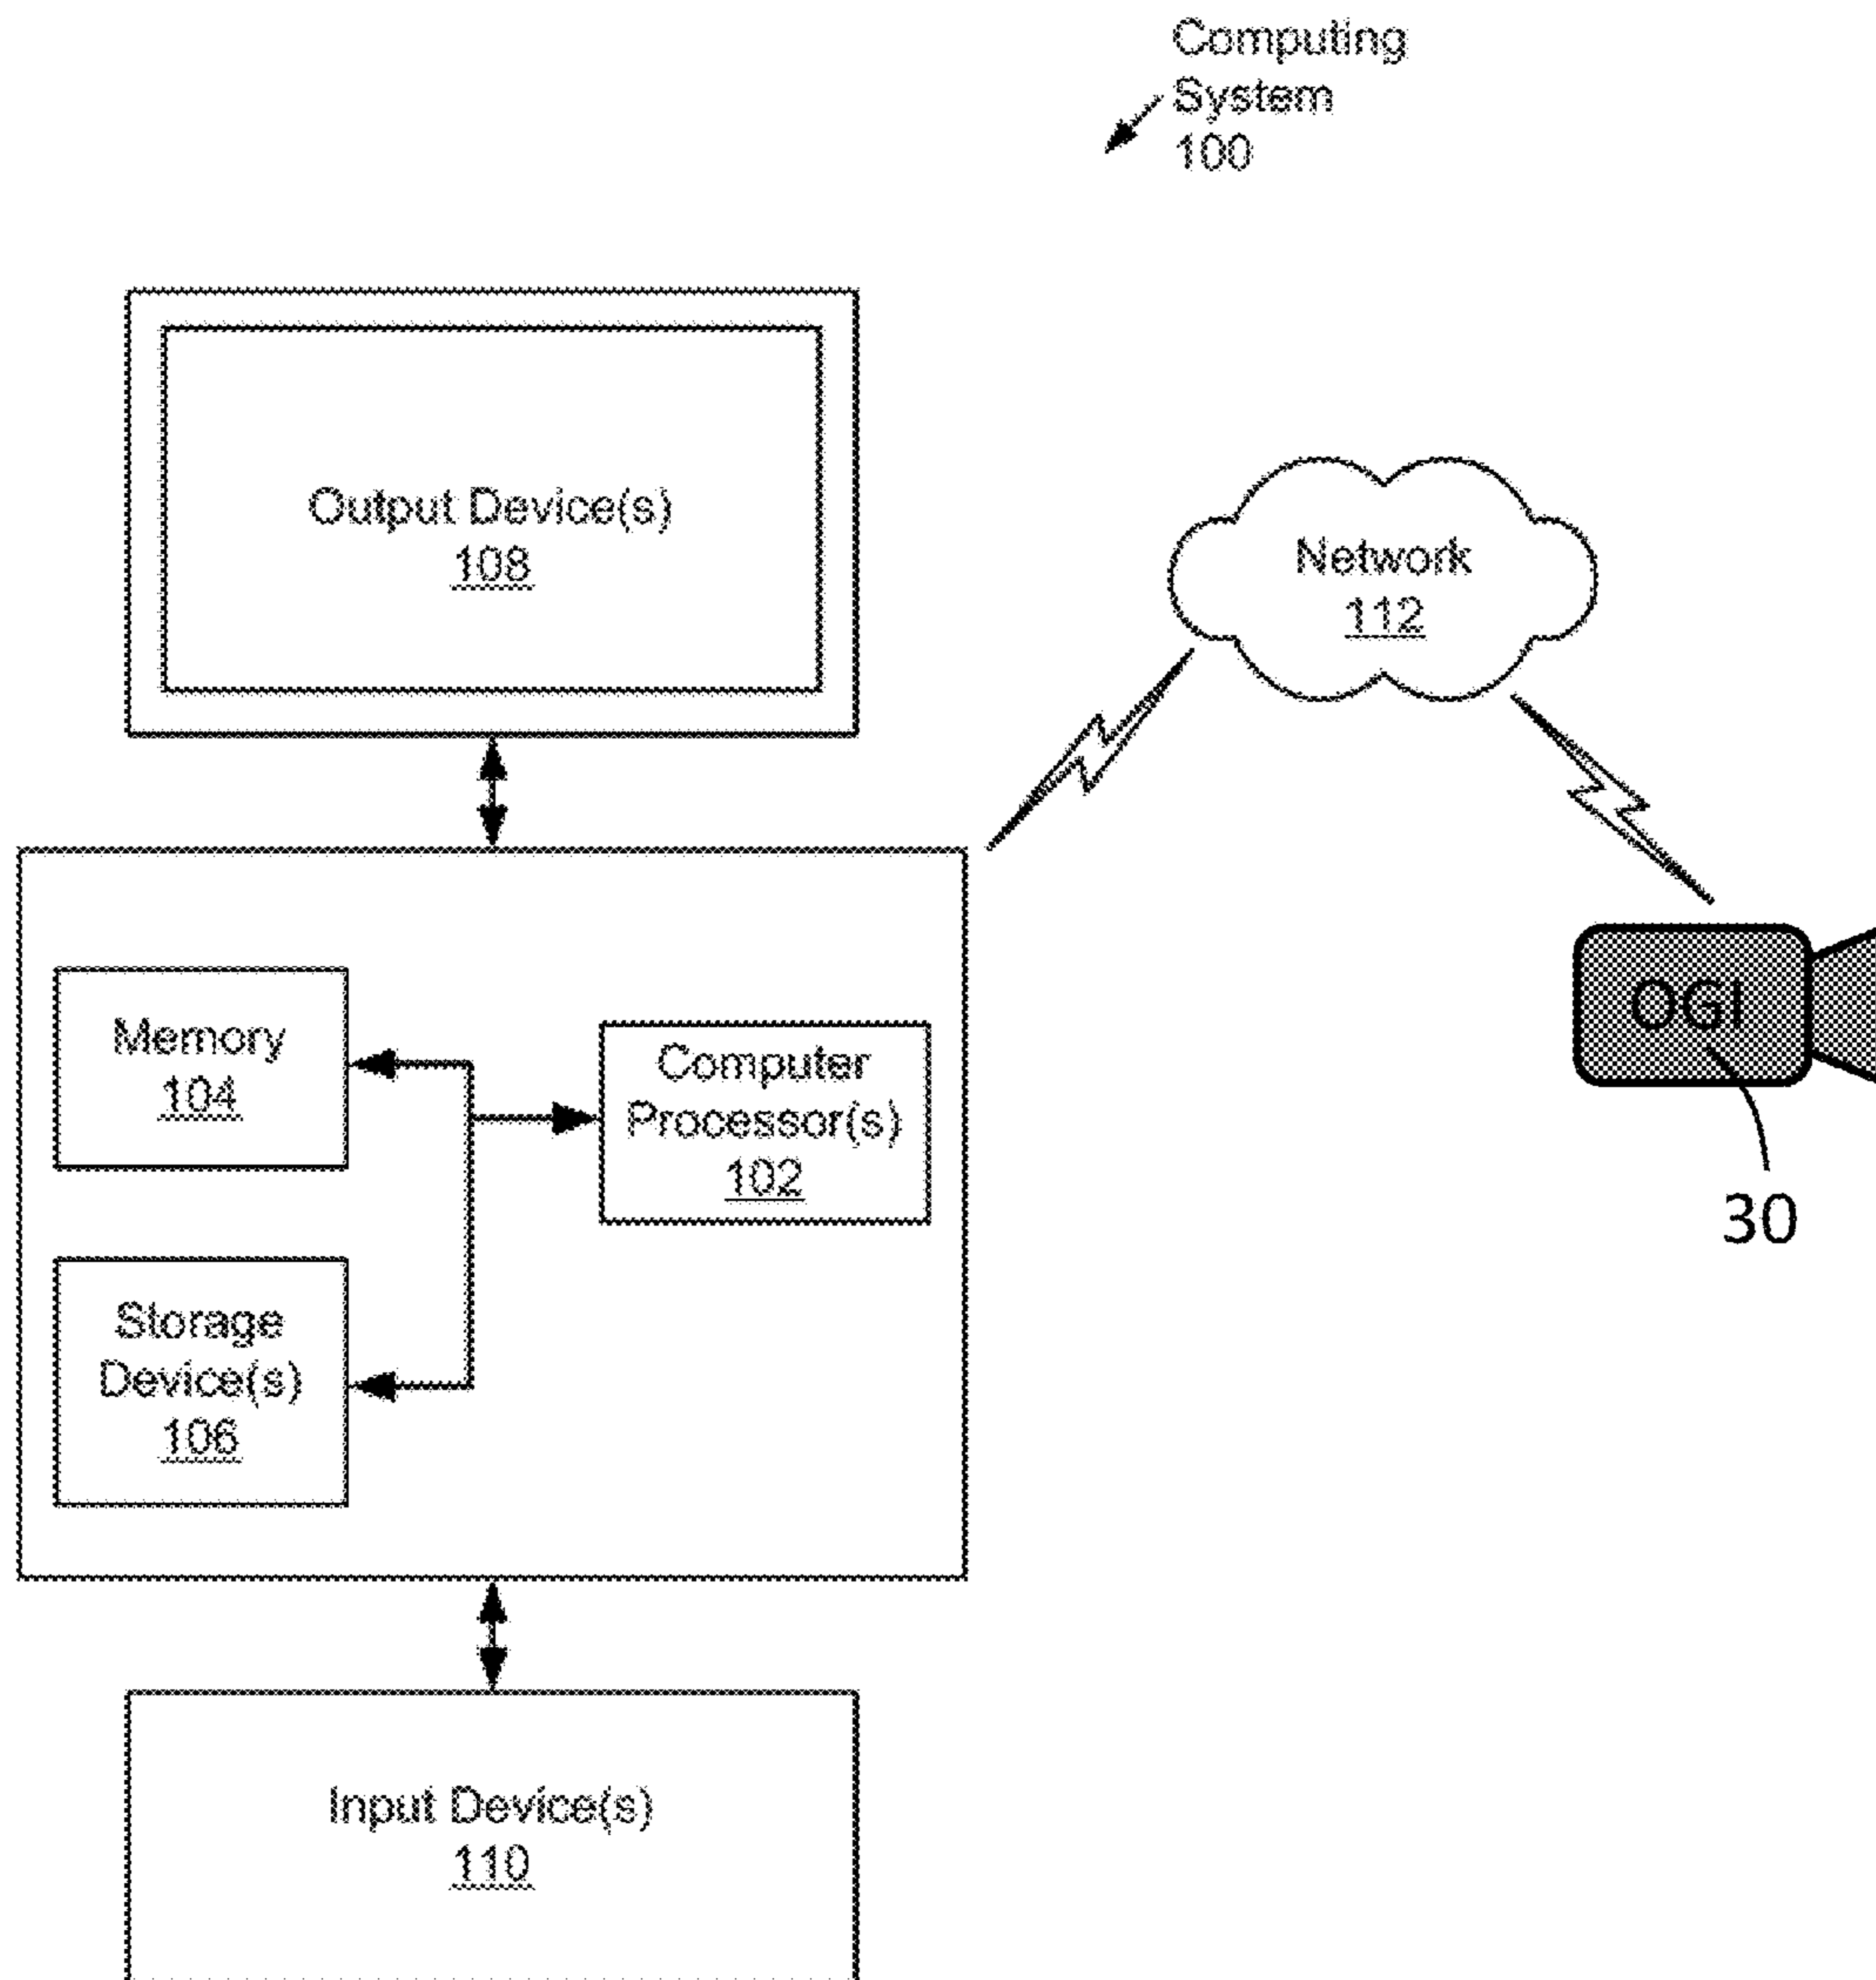 Computing
System
100
Output Device(s)
108
Network
112
Memory
104
Computer
Processor(s)
102
OGI
30
Storage
Device(s)
106
Input Device(s)
110